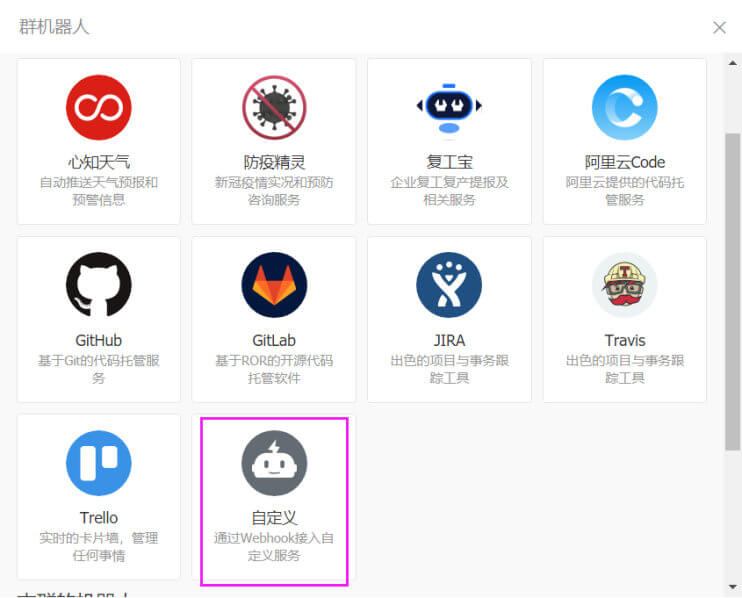 群机器人
心知天气
自动推送天气预报和
预警信息
防疫精灵
新冠疫情实况和预防
咨询服务
复工宝
企业复工复产提报及
相关服务
阿里云Code
阿里云提供的代码托
管服务
GitHub
基于Git的代码托管服
务
GitLab
基于ROR的开源代码
托管软件
JIRA
出色的项目与事务跟
踪工具
Travis
出色的项目与事务跟
踪工具
Trello
实时的卡片墙，管理
任何事情
自定义
通过Webhook接入自
定义服务